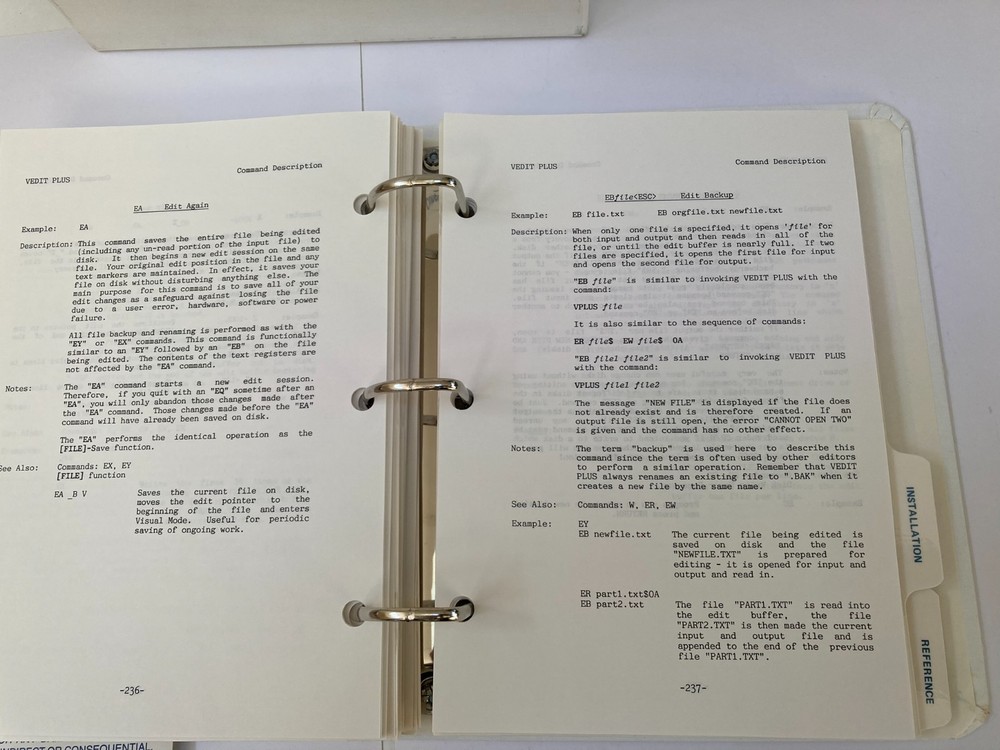 VEDIT PLUS
Command Description
EA Edit Again
Example: EA
Description: This command saves the entire file being edited
(including any un-read portion of the input file) to
disk. It then begins a new edit session on the same
file. Your original edit position in the file and any
text markers are maintained. In effect, it saves your
file on disk without disturbing anything else. The
main purpose for this command is to save all of your
edit changes as a safeguard against losing the file
due to a user error, hardware, software or power
failure.
All file backup and renaming is performed as with the
"EY" or "EX" commands. This command is functionally
similar to an "EY" followed by an "EB" on the file
being edited. The contents of the text registers are
not affected by the "EA" command.
Notes: The "EA" command starts a new edit session.
Therefore, if you quit with an "EQ" sometime after an
"EA", you will only abandon those changes made after
the "EA" command. Those changes made before the "EA"
command will have already been saved on disk.
The "EA" performs the identical operation as the
[FILE]-Save function.
See Also: Commands: EX, EY
[FILE] function
EA _B V Saves the current file on disk,
moves the edit pointer to the
beginning of the file and enters
Visual Mode. Useful for periodic
saving of ongoing work.
-236-
VEDIT PLUS
Command Description
EBfile<ESC> Edit Backup
Example: EB file.txt EB orgfile.txt newfile.txt
Description: When only one file is specified, it opens 'file' for
both input and output and then reads in all of the
file, or until the edit buffer is nearly full. If two
files are specified, it opens the first file for input
and opens the second file for output.
"EB file" is similar to invoking VEDIT PLUS with the
command:
VPLUS file
It is also similar to the sequence of commands:
ER file$ EW file$ OA
"EB file1 file2" is similar to invoking VEDIT PLUS
with the command:
VPLUS file1 file2
The message "NEW FILE" is displayed if the file does
not already exist and is therefore created. If an
output file is still open, the error "CANNOT OPEN TWO"
is given and the command has no other effect.
Notes: The term "backup" is used here to describe this
command since the term is often used by other editors
to perform a similar operation. Remember that VEDIT
PLUS always renames an existing file to ".BAK" when it
creates a new file by the same name.
See Also: Commands: W, ER, EW
Example: EY
EB newfile.txt The current file being edited is
saved on disk and the file
"NEWFILE.TXT" is prepared for
editing - it is opened for input and
output and read in.
ER part1.txt$OA
EB part2.txt The file "PART1.TXT" is read into
the edit buffer, the file
"PART2.TXT" is then made the current
input and output file and is
appended to the end of the previous
file "PART1.TXT".
-237-
INSTALLATION
REFERENCE
INDIRECT OR CONSEQUENTIAL.